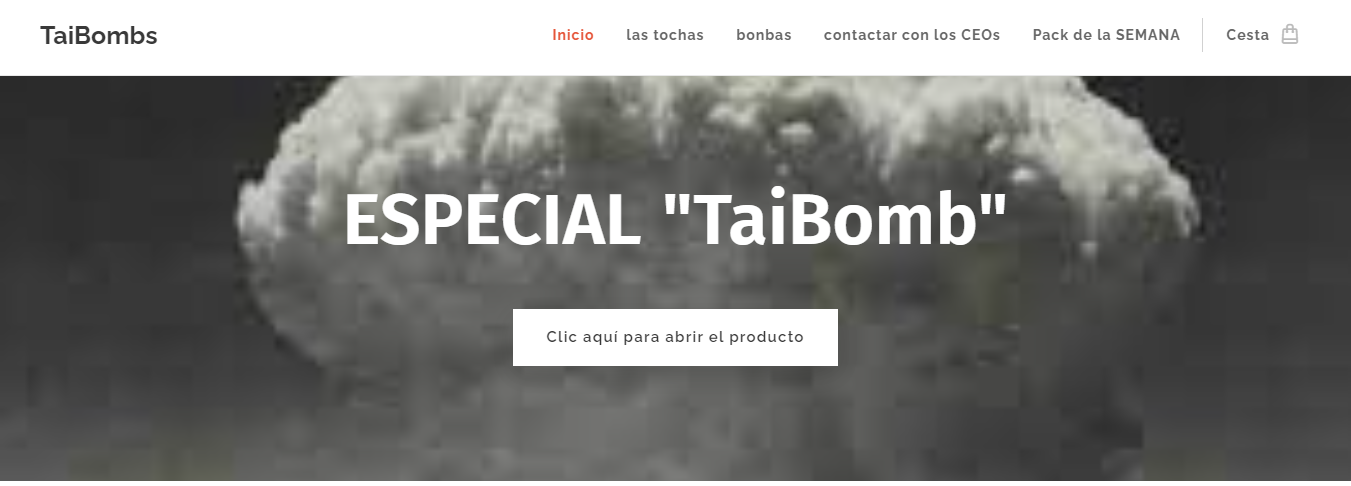 TaiBombs
Inicio las tochas bonbas contactar con los CEOs Pack de la SEMANA Cesta
ESPECIAL "TaiBomb"
Clic aquí para abrir el producto